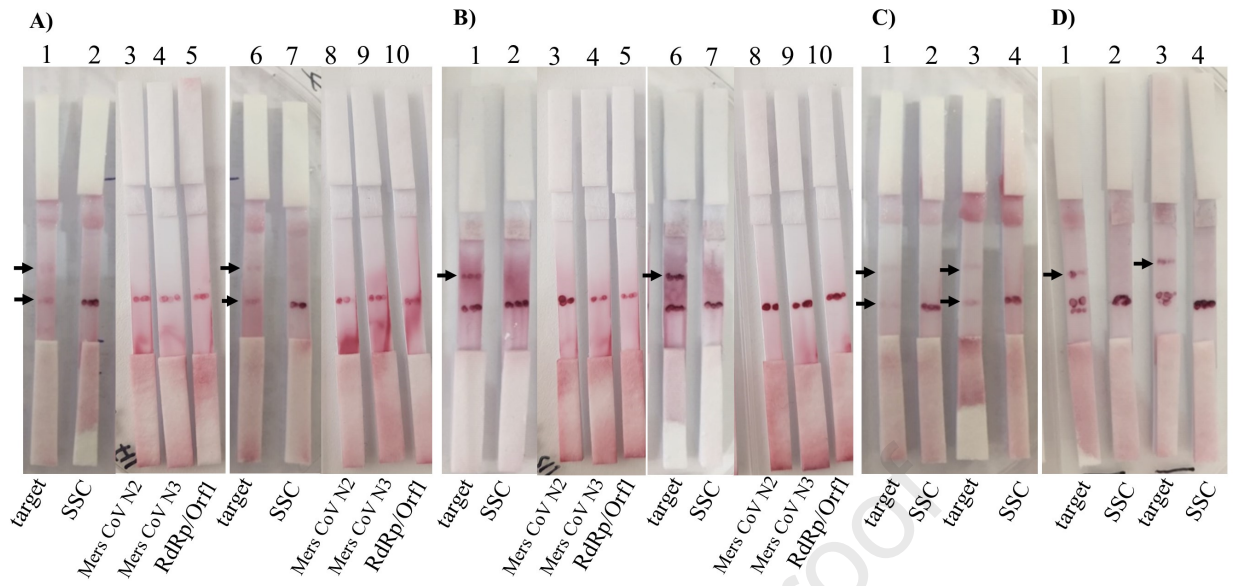 A) B) C) D)
1 2 3 4 5 6 7 8 9 10 1 2 3 4 5 6 7 8 9 10 1 2 3 4 1 2 3 4
target SSC Mers CoV N2 Mers CoV N3 RdRp/Orf1 target SSC Mers CoV N2 Mers CoV N3 RdRp/Orf1 target SSC Mers CoV N2 Mers CoV N3 RdRp/Orf1 target SSC Mers CoV N2 Mers CoV N3 RdRp/Orf1 target SSC target SSC target SSC target SSC
proof